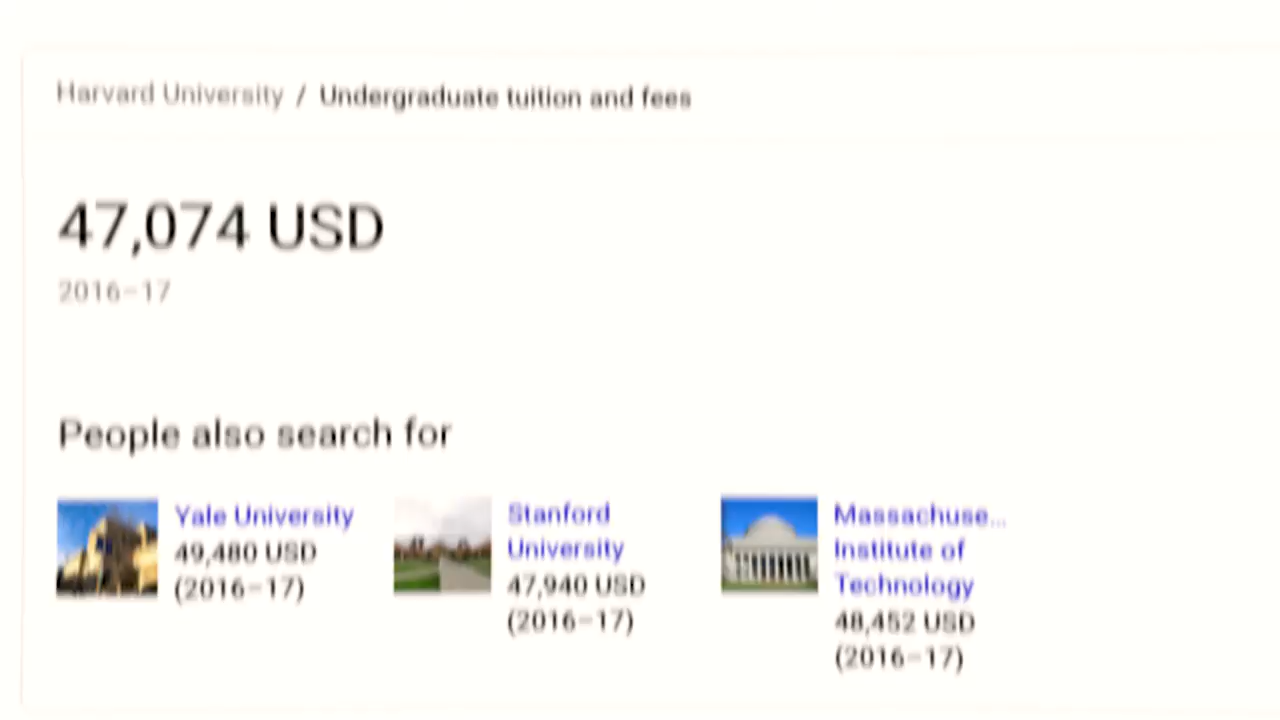 Harvard University / Undergraduate tuition and fees
47,074 USD
2016–17
People also search for
Yale University
49,480 USD
(2016–17)
Stanford
University
47,940 USD
(2016–17)
Massachuse...
Institute of
Technology
48,452 USD
(2016–17)